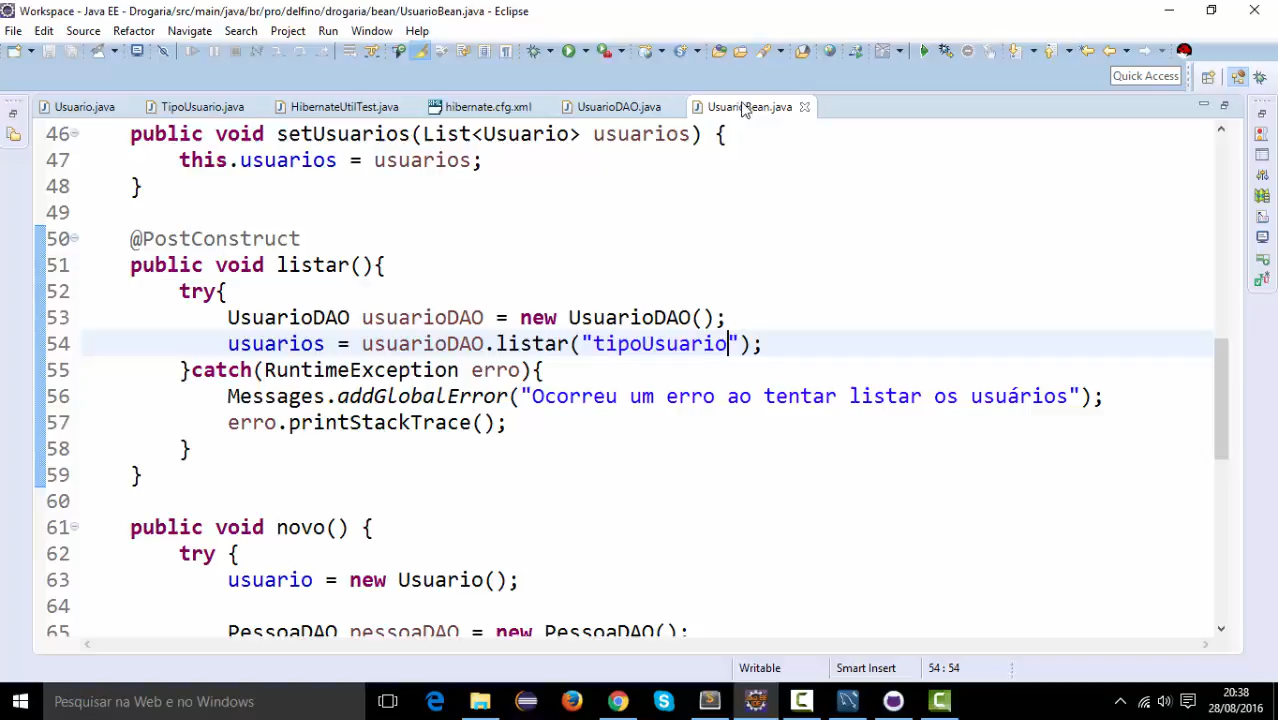 Workspace - Java EE - Drogaria/src/main/java/br/pro/delfino/drogaria/bean/UsuarioBean.java - Eclipse
File Edit Source Refactor Navigate Search Project Run Window Help
Quick Access
Usuario.java TipoUsuario.java HibernateUtilTest.java hibernate.cfg.xml UsuarioDAO.java UsuarioBean.java
46 public void setUsuarios(List<Usuario> usuarios) {
47 this.usuarios = usuarios;
48 }
49
50 @PostConstruct
51 public void listar(){
52 try{
53 UsuarioDAO usuarioDAO = new UsuarioDAO();
54 usuarios = usuarioDAO.listar("tipoUsuario");
55 }catch(RuntimeException erro){
56 Messages.addGlobalError("Ocorreu um erro ao tentar listar os usuários");
57 erro.printStackTrace();
58 }
59 }
60
61 public void novo() {
62 try {
63 usuario = new Usuario();
64
65 PessoaDAO pessoaDAO = new PessoaDAO();
Writable Smart Insert 54 : 54
Pesquisar na Web e no Windows
20:38
28/08/2016